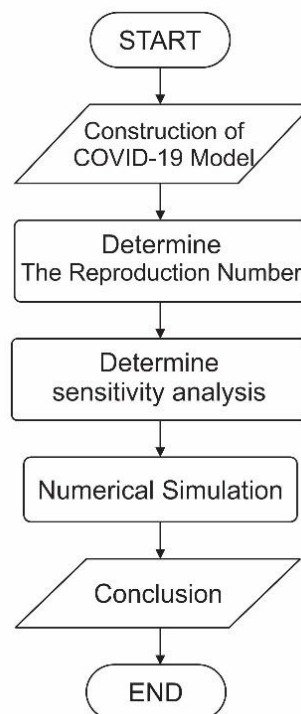 START
Construction of
COVID-19 Model
Determine
The Reproduction Number
Determine
sensitivity analysis
Numerical Simulation
Conclusion
END